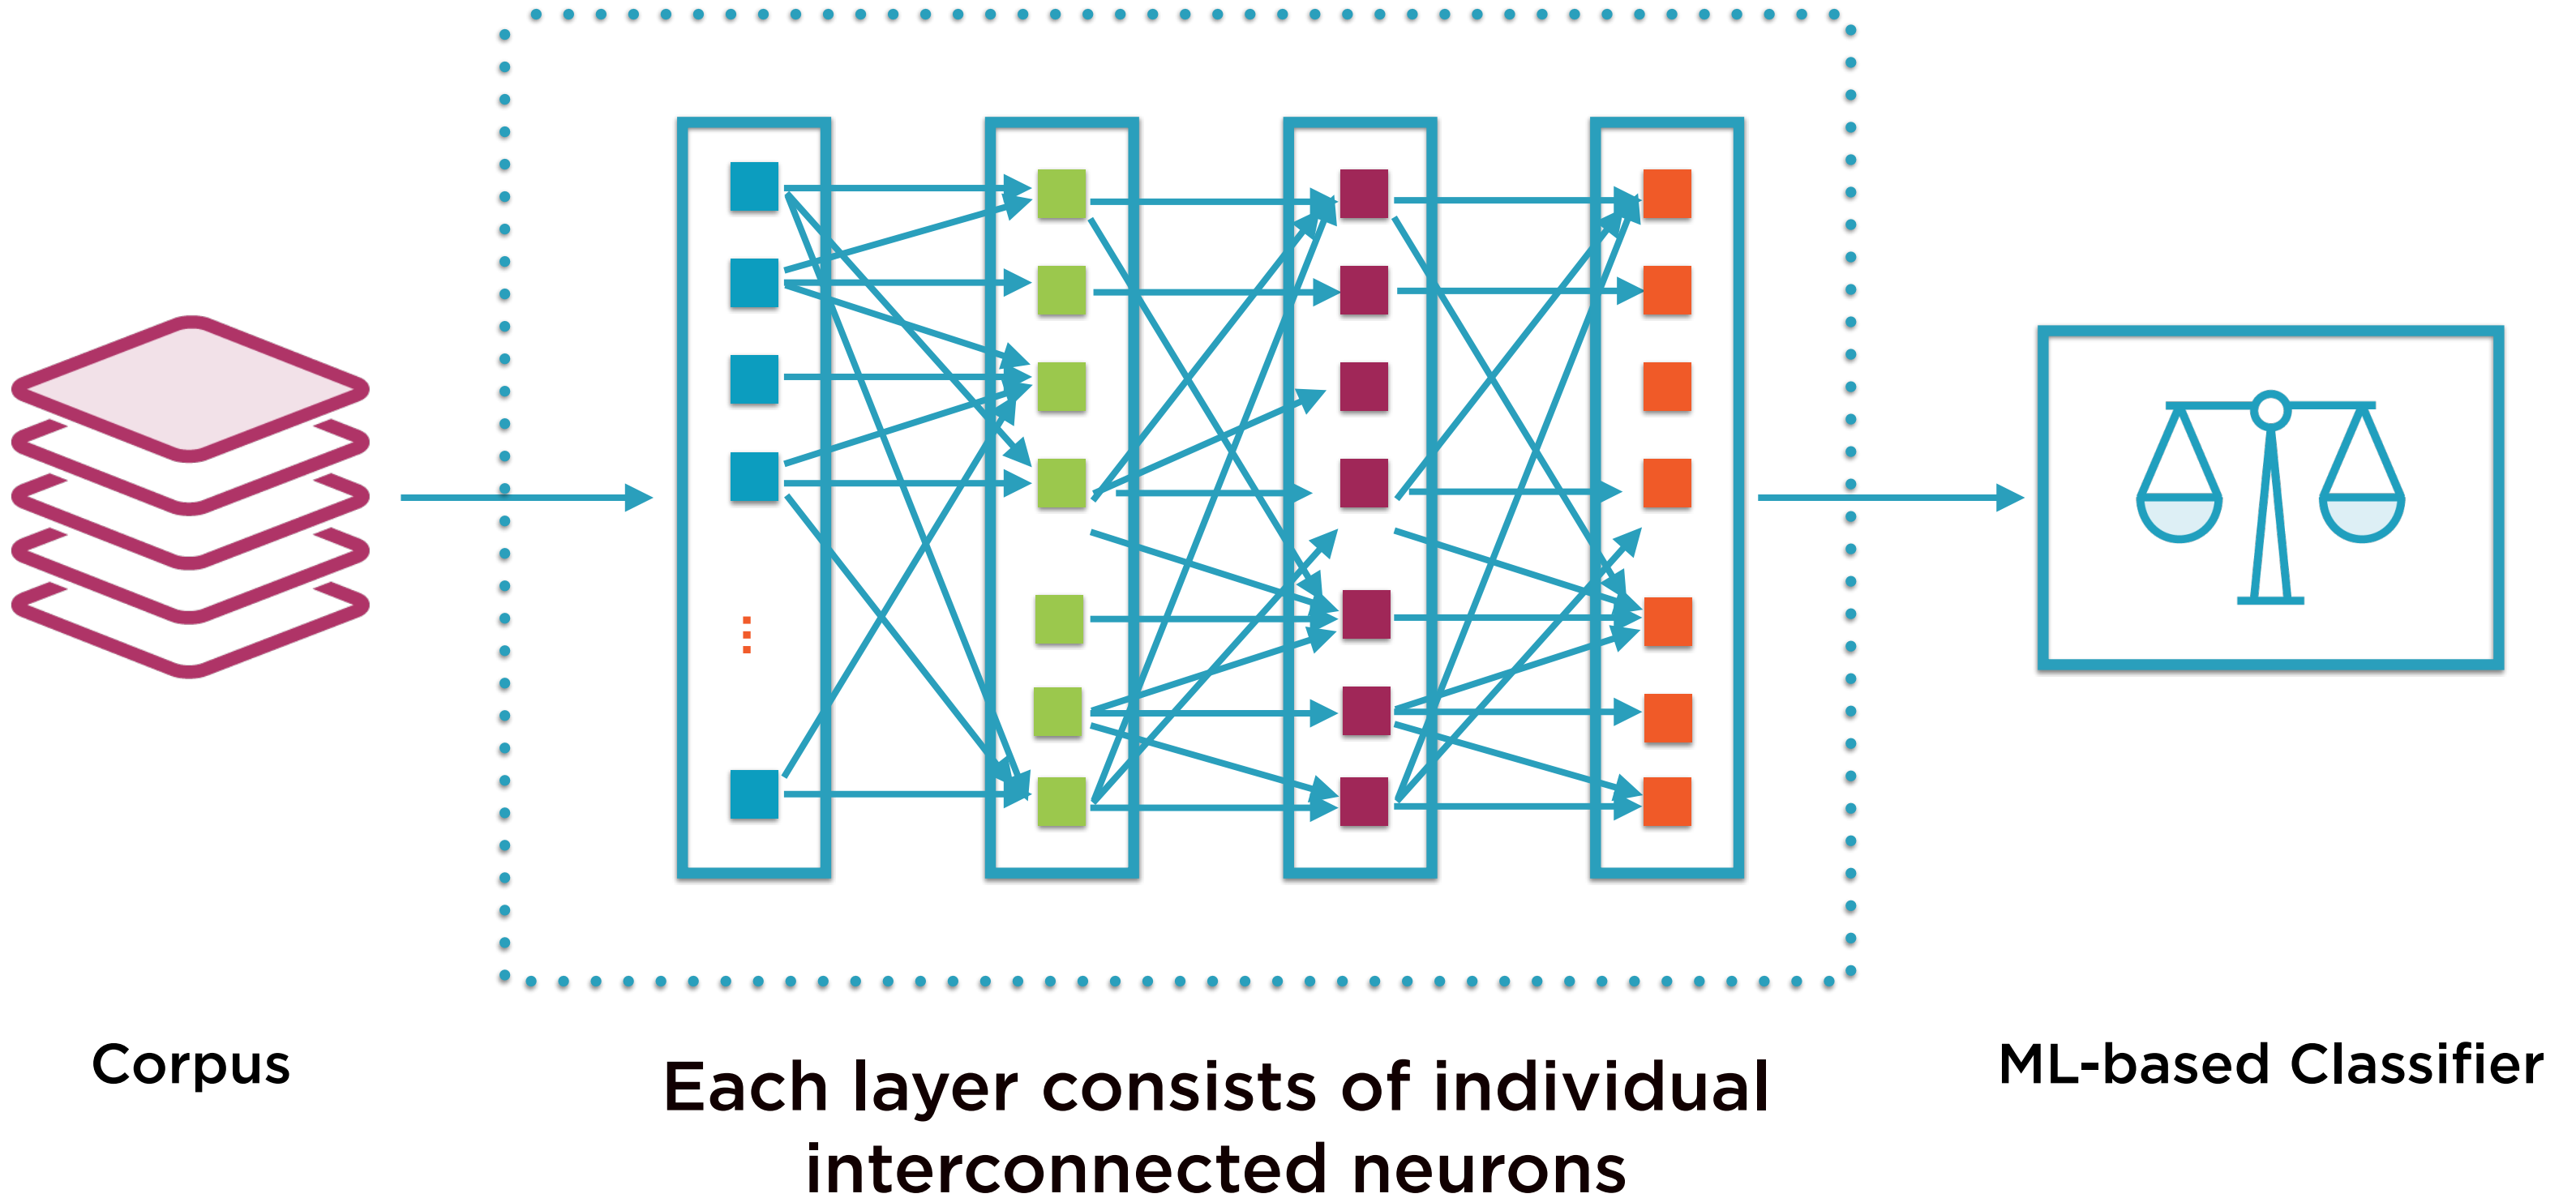 Corpus
Each layer consists of individual
interconnected neurons
ML-based Classifier